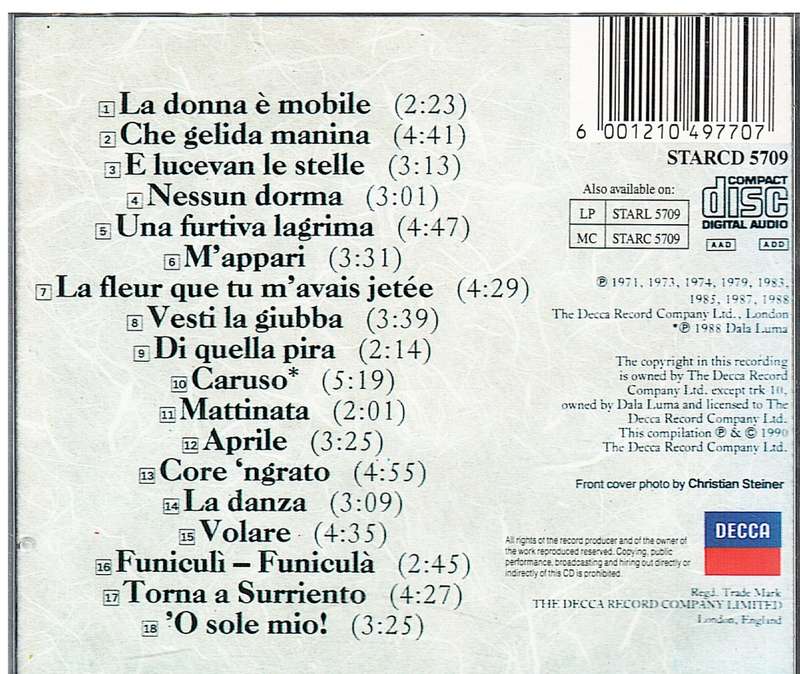 1 La donna è mobile (2:23)
2 Che gelida manina (4:41)
3 E lucevan le stelle (3:13)
4 Nessun dorma (3:01)
5 Una furtiva lagrima (4:47)
6 M'appari (3:31)
7 La fleur que tu m'avais jetée (4:29)
8 Vesti la giubba (3:39)
9 Di quella pira (2:14)
10 Caruso* (5:19)
11 Mattinata (2:01)
12 Aprile (3:25)
13 Core 'ngrato (4:55)
14 La danza (3:09)
15 Volare (4:35)
16 Funiculì – Funiculà (2:45)
17 Torna a Surriento (4:27)
18 'O sole mio! (3:25)
6 001210 497707
STARCD 5709
Also available on:
LP STARL 5709
MC STARC 5709
COMPACT
disc
DIGITAL AUDIO
AAD ADD
℗ 1971, 1973, 1974, 1979, 1983,
1985, 1987, 1988
The Decca Record Company Ltd., London
*℗ 1988 Dala Luma
The copyright in this recording
is owned by The Decca Record
Company Ltd. except trk 10,
owned by Dala Luma and licensed to The
Decca Record Company Ltd.
This compilation ℗ & © 1990
The Decca Record Company Ltd.
Front cover photo by Christian Steiner
All rights of the record producer and of the owner of
the work reproduced reserved. Copying, public
performance, broadcasting and hiring out directly or
indirectly of this CD is prohibited.
DECCA
Regd. Trade Mark
THE DECCA RECORD COMPANY LIMITED
London, England